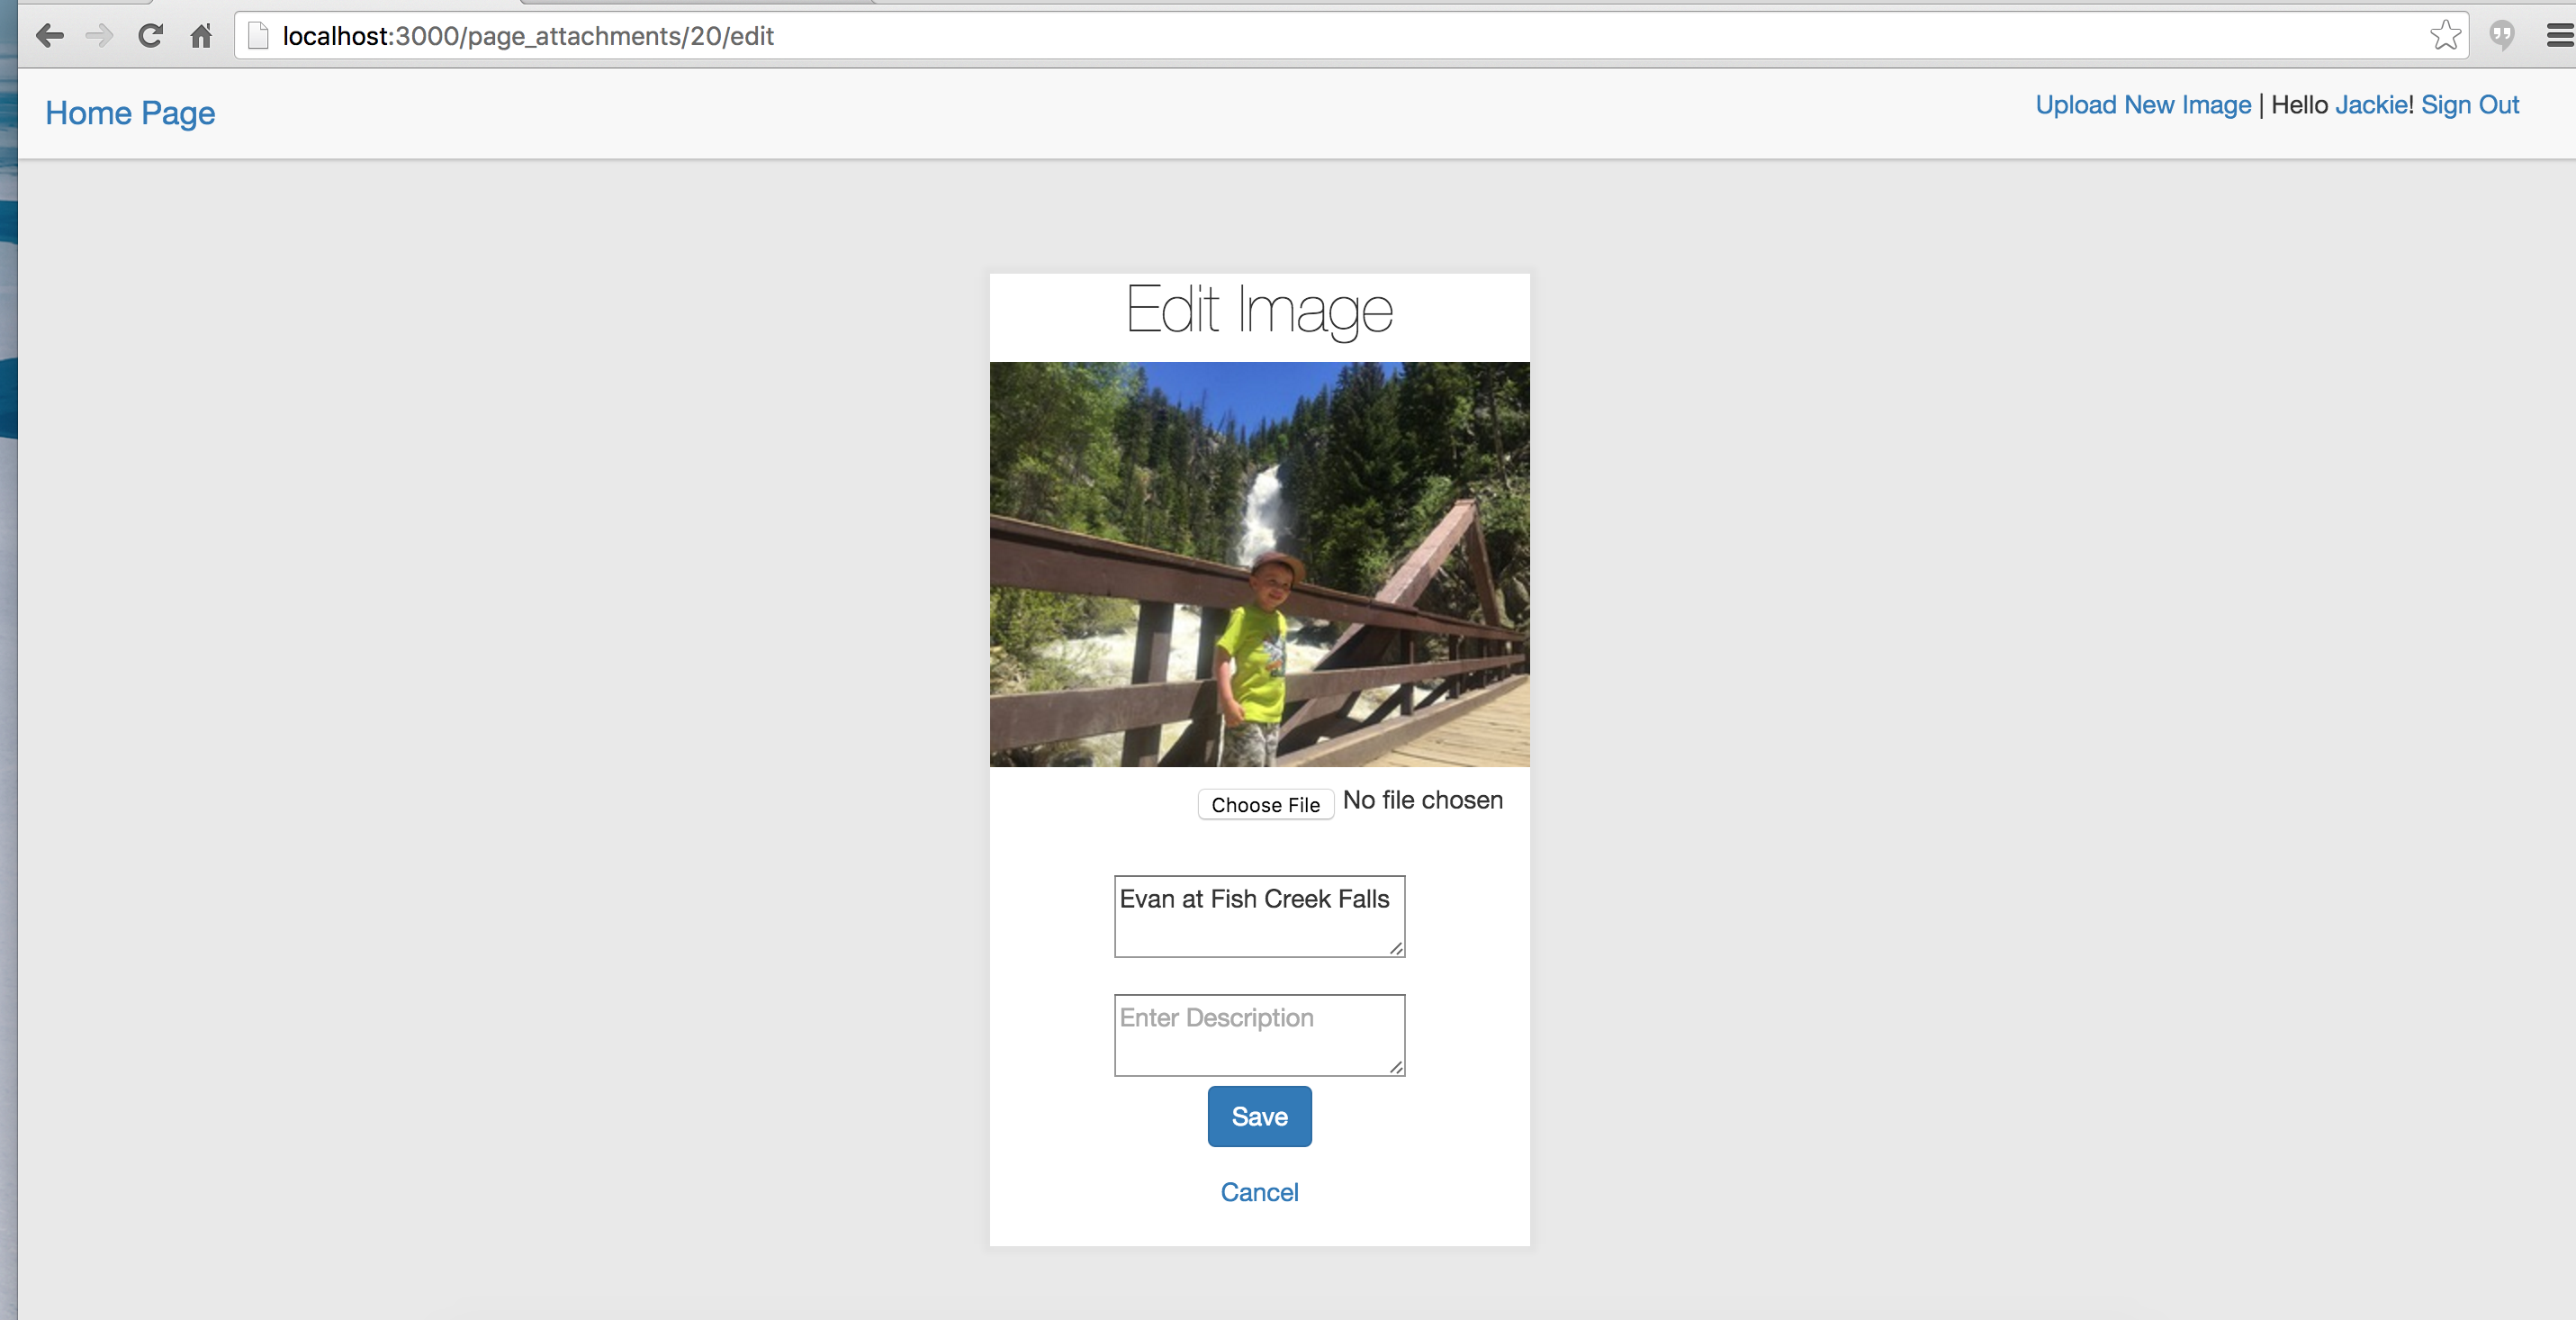 localhost:3000/page_attachments/20/edit
Home Page
Upload New Image | Hello Jackie! Sign Out
Edit Image
Choose File No file chosen
Evan at Fish Creek Falls
Enter Description
Save
Cancel